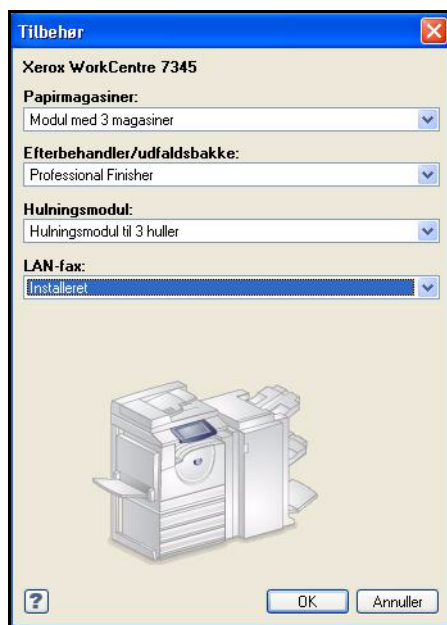 Tilbehør
Xerox WorkCentre 7345
Papirmagasiner:
Modul med 3 magasiner
Efterbehandler/udfaldsbakke:
Professional Finisher
Hulningsmodul:
Hulningsmodul til 3 huller
LAN-fax:
Installeret
?
OK Annuller